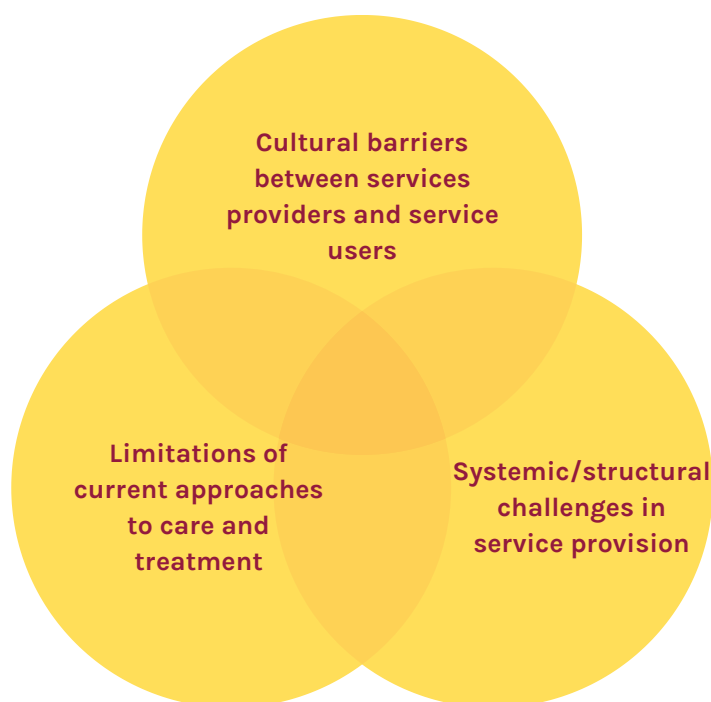 Cultural barriers
between services
providers and service
users
Limitations of
current approaches
to care and
treatment
Systemic/structural
challenges in
service provision